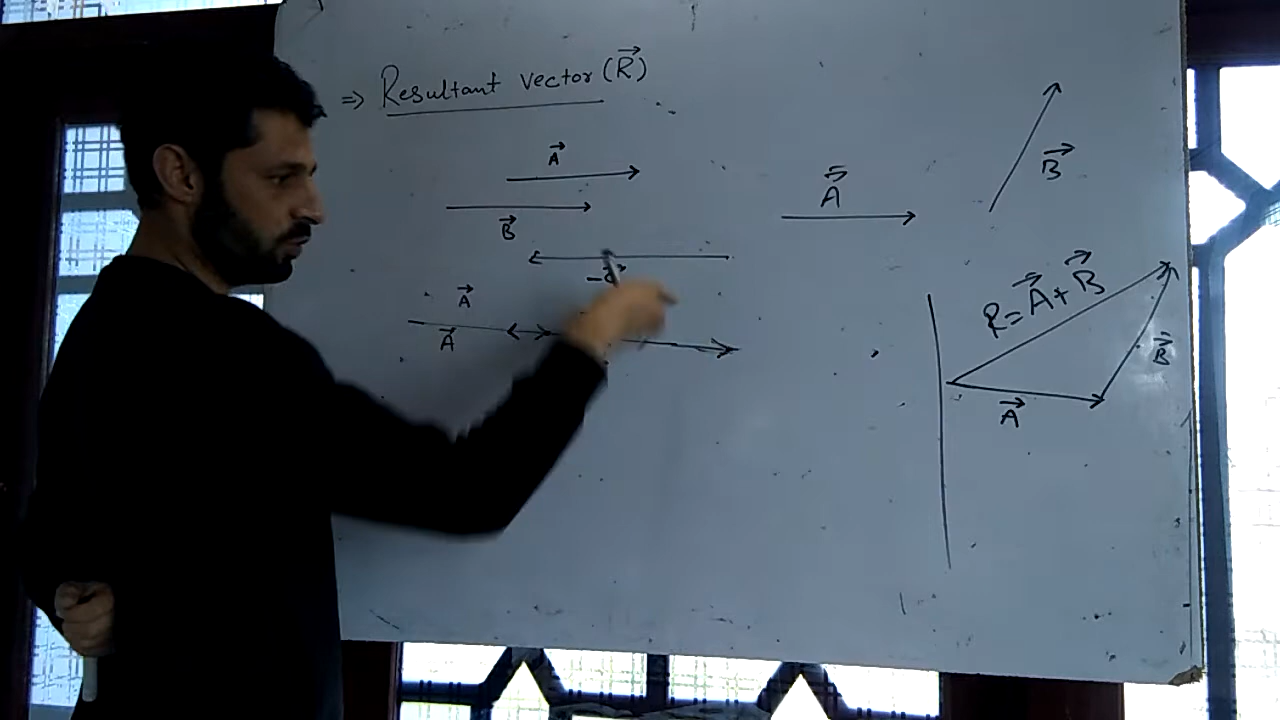 ⇒ Resultant vector (R⃗)
A⃗
B⃗
A⃗
A⃗
A⃗
B⃗
R = A⃗ + B⃗
B⃗
A⃗